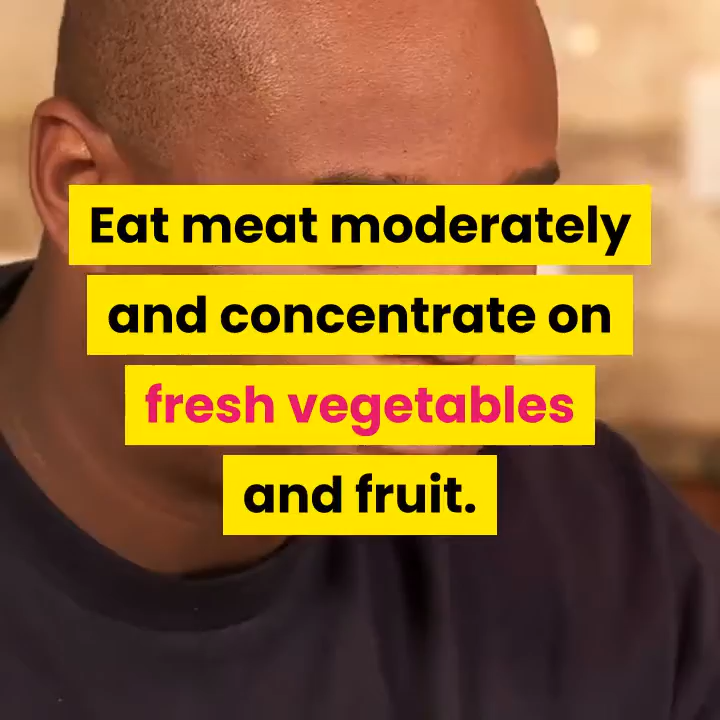 Eat meat moderately
and concentrate on
fresh vegetables
and fruit.